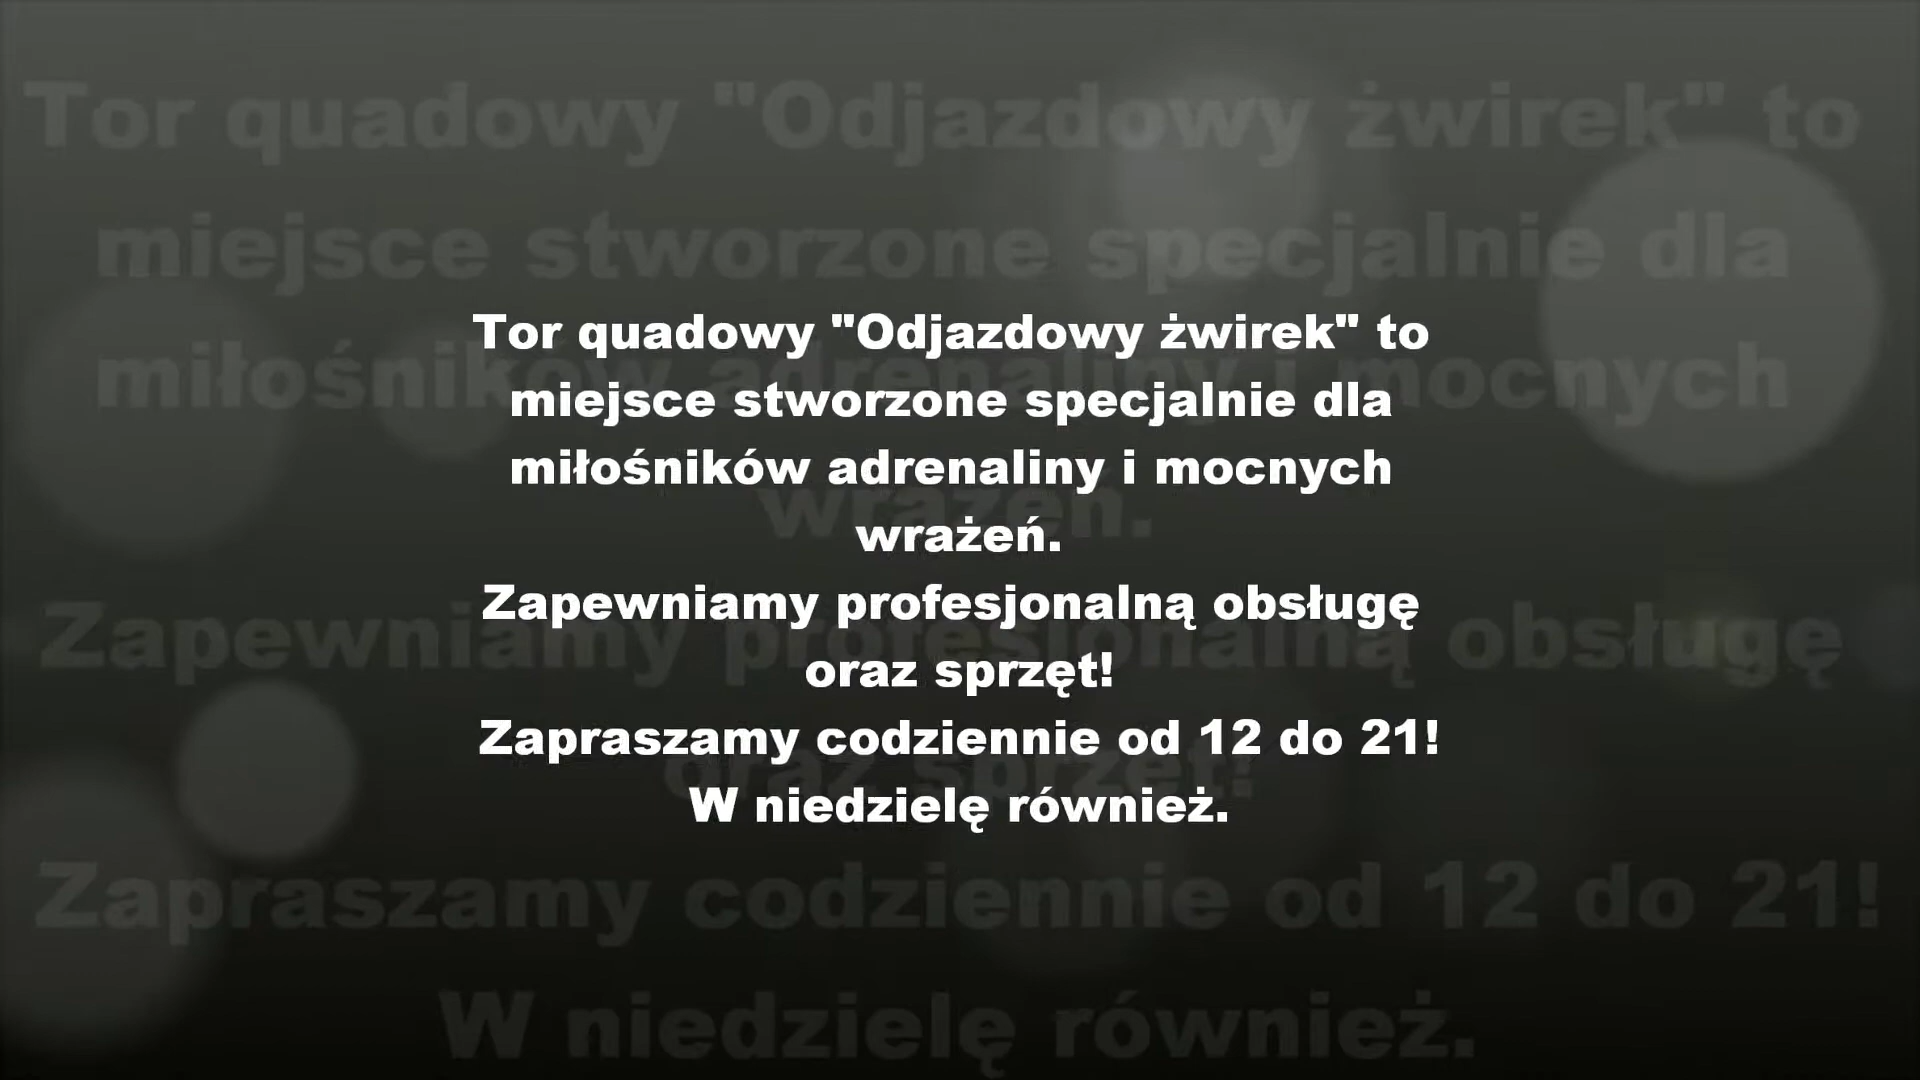 Tor quadowy "Odjazdowy żwirek" to
miejsce stworzone specjalnie dla
miłośników adrenaliny i mocnych
wrażeń.
Zapewniamy profesjonalną obsługę
oraz sprzęt!
Zapraszamy codziennie od 12 do 21!
W niedzielę również.